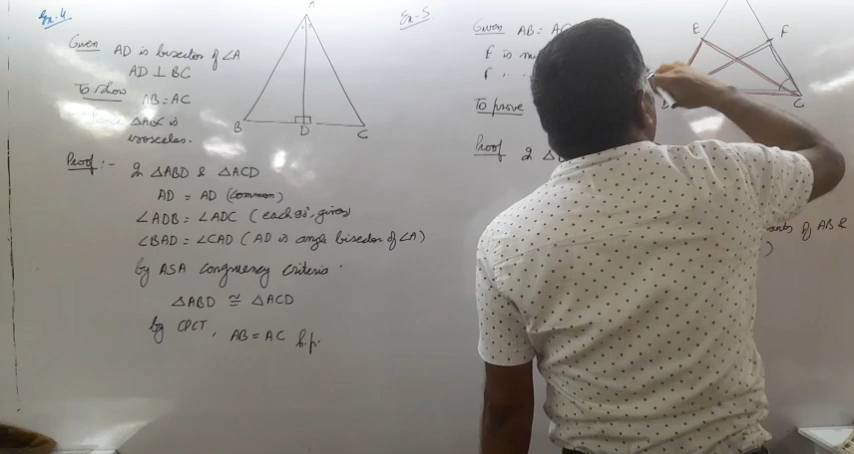 Ex-4
Given AD is bisector of ∠A
AD ⊥ BC
To show AB = AC
ΔABC is
isosceles.
A
B
D
C
Proof :- In ΔABD & ΔACD
AD = AD (common)
∠ADB = ∠ADC (each 90°, given)
∠BAD = ∠CAD (AD is angle bisector of ∠A)
by ASA congruency criteria.
ΔABD ≅ ΔACD
by CPCT, AB = AC h.p.
Ex-5
Given AB = AC
E is
F
To prove
Proof In Δ
E
F
B
C
of AB &
)